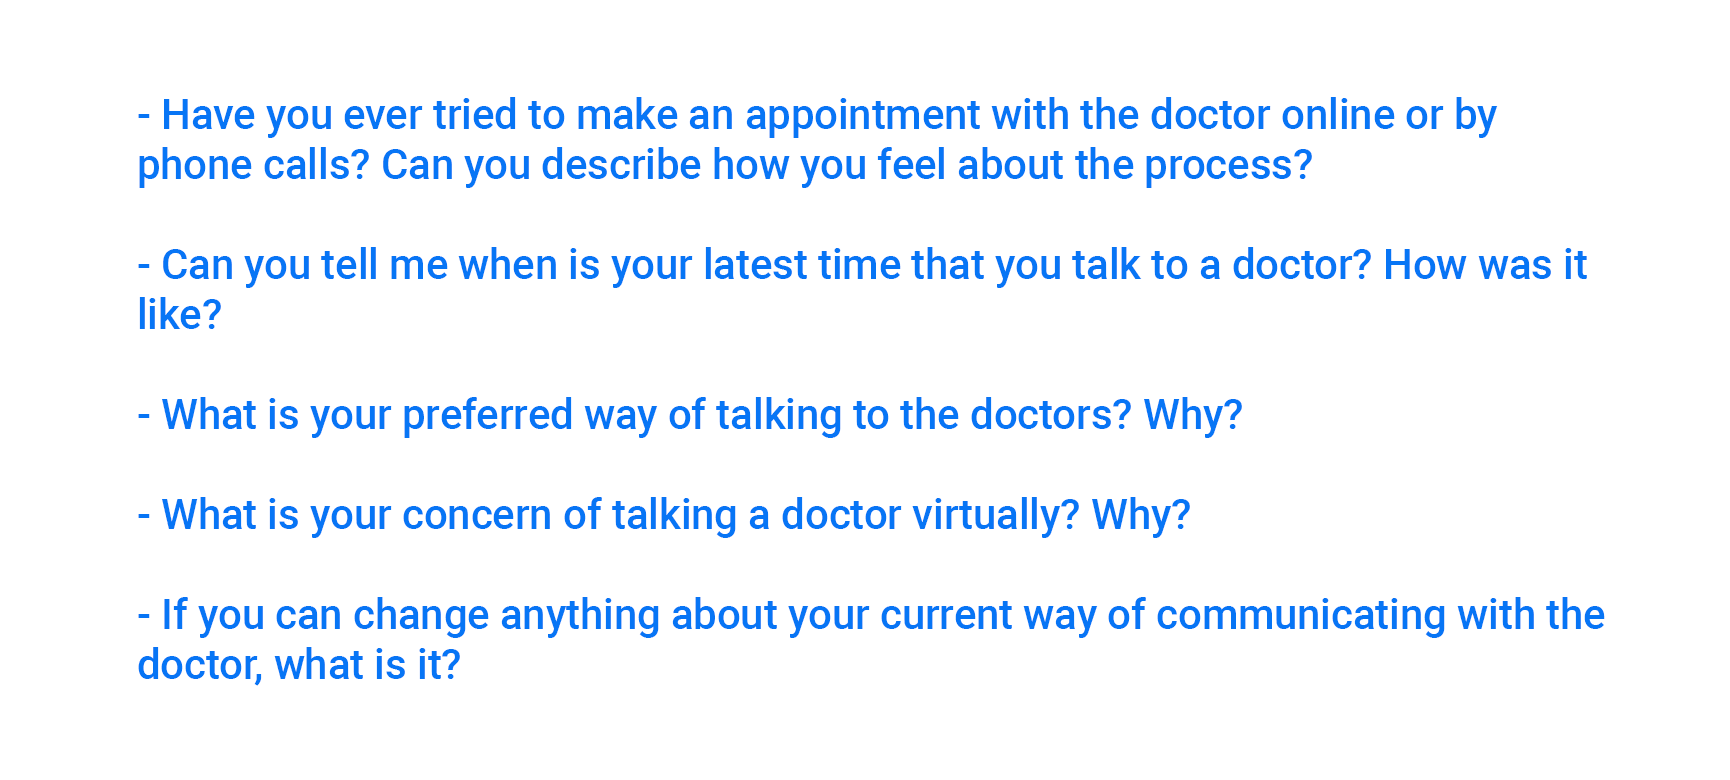 - Have you ever tried to make an appointment with the doctor online or by
phone calls? Can you describe how you feel about the process?
- Can you tell me when is your latest time that you talk to a doctor? How was it
like?
- What is your preferred way of talking to the doctors? Why?
- What is your concern of talking a doctor virtually? Why?
- If you can change anything about your current way of communicating with the
doctor, what is it?